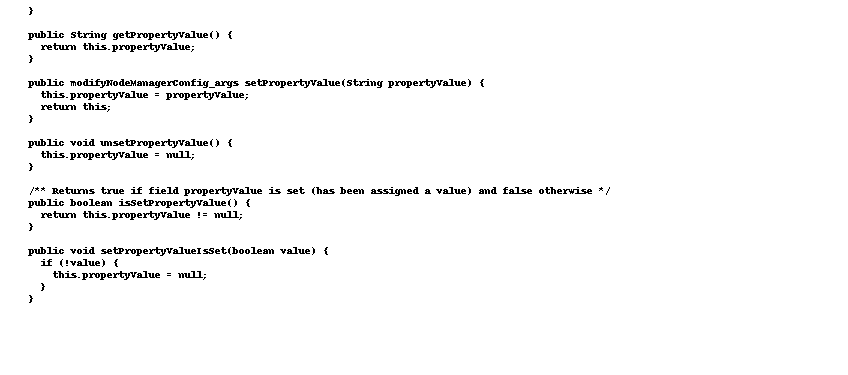 }
public String getPropertyValue() {
return this.propertyValue;
}
public modifyNodeManagerConfig_args setPropertyValue(String propertyValue) {
this.propertyValue = propertyValue;
return this;
}
public void unsetPropertyValue() {
this.propertyValue = null;
}
/** Returns true if field propertyValue is set (has been assigned a value) and false otherwise */
public boolean isSetPropertyValue() {
return this.propertyValue != null;
}
public void setPropertyValueIsSet(boolean value) {
if (!value) {
this.propertyValue = null;
}
}